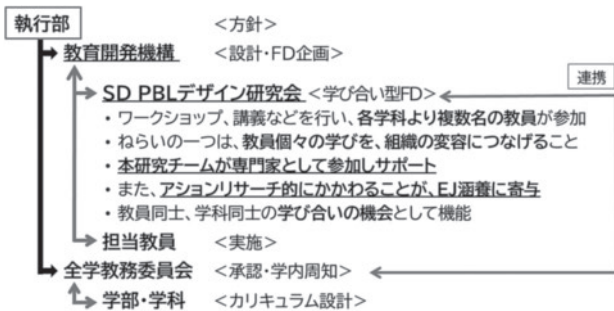 執行部 <方針>
教育開発機構 <設計・FD企画>
連携
SD PBLデザイン研究会 <学び合い型FD>
・ワークショップ、講義などを行い、各学科より複数名の教員が参加
・ねらいの一つは、教員個々の学びを、組織の変容につなげること
・本研究チームが専門家として参加しサポート
・また、アションリサーチ的にかかわることが、EJ涵養に寄与
・教員同士、学科同士の学び合いの機会として機能
担当教員 <実施>
全学教務委員会 <承認・学内周知>
学部・学科 <カリキュラム設計>